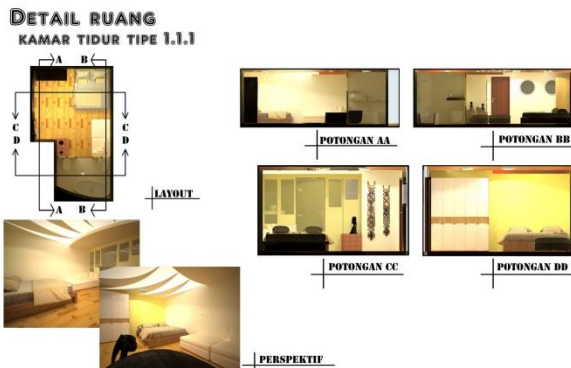 DETAIL RUANG
KAMAR TIDUR TIPE 1.1.1
A B
C C
D D
A B
LAYOUT
POTONGAN AA
POTONGAN BB
POTONGAN CC
POTONGAN DD
PERSPEKTIF